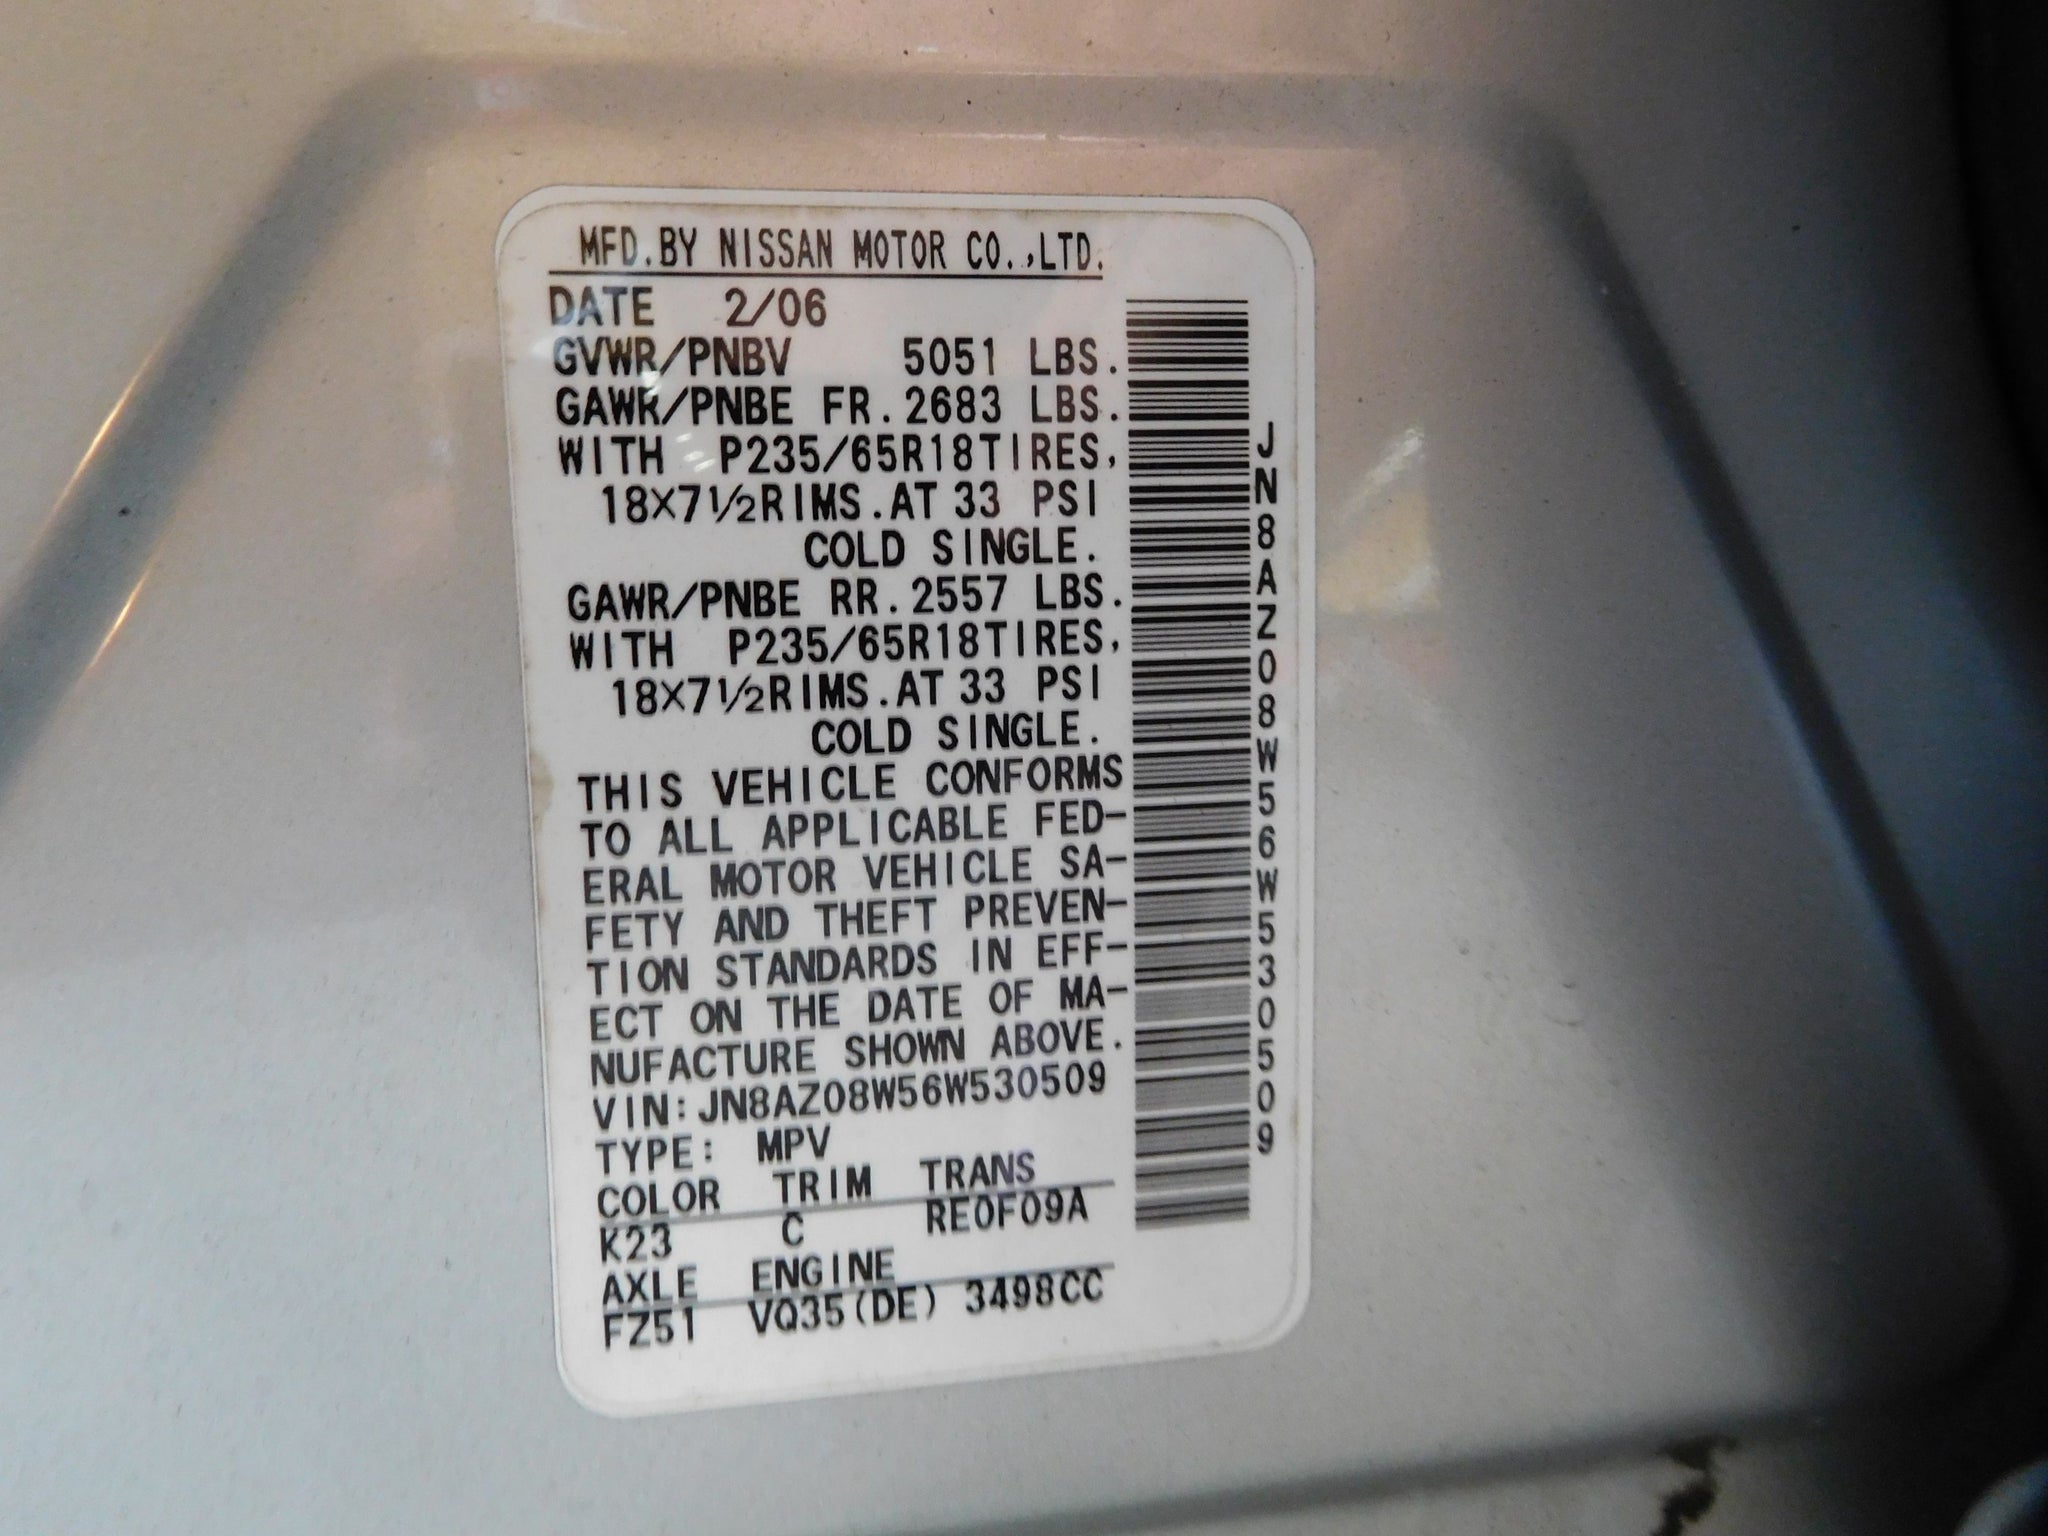 MFD.BY NISSAN MOTOR CO.,LTD.
DATE 2/06
GVWR/PNBV 5051 LBS.
GAWR/PNBE FR.2683 LBS.
WITH P235/65R18TIRES,
18X7½RIMS.AT 33 PSI
COLD SINGLE.
GAWR/PNBE RR.2557 LBS.
WITH P235/65R18TIRES,
18X7½RIMS.AT 33 PSI
COLD SINGLE.
THIS VEHICLE CONFORMS
TO ALL APPLICABLE FED-
ERAL MOTOR VEHICLE SA-
FETY AND THEFT PREVEN-
TION STANDARDS IN EFF-
ECT ON THE DATE OF MA-
NUFACTURE SHOWN ABOVE.
VIN:JN8AZ08W56W530509
TYPE: MPV
COLOR TRIM TRANS
K23 C RE0F09A
AXLE ENGINE
FZ51 VQ35(DE) 3498CC
JN8AZ08W56W530509